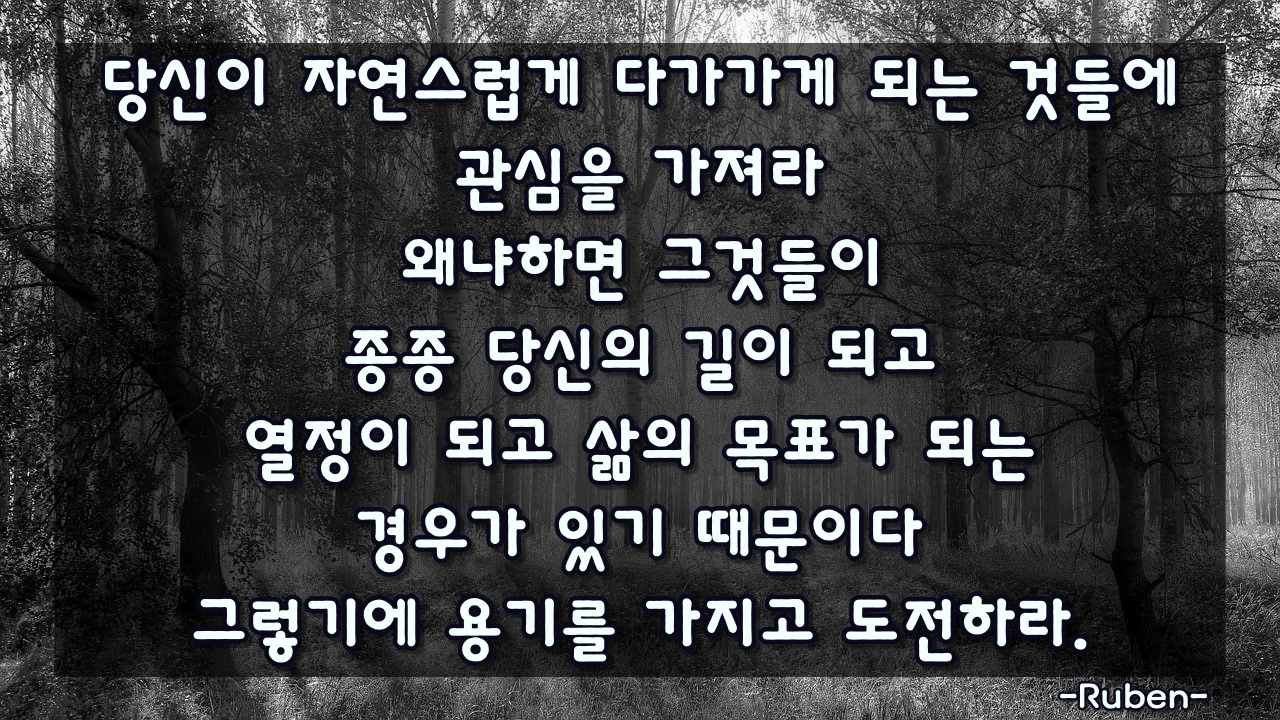 당신이 자연스럽게 다가가게 되는 것들에
관심을 가져라
왜냐하면 그것들이
종종 당신의 길이 되고
열정이 되고 삶의 목표가 되는
경우가 있기 때문이다
그렇기에 용기를 가지고 도전하라.
-Ruben-